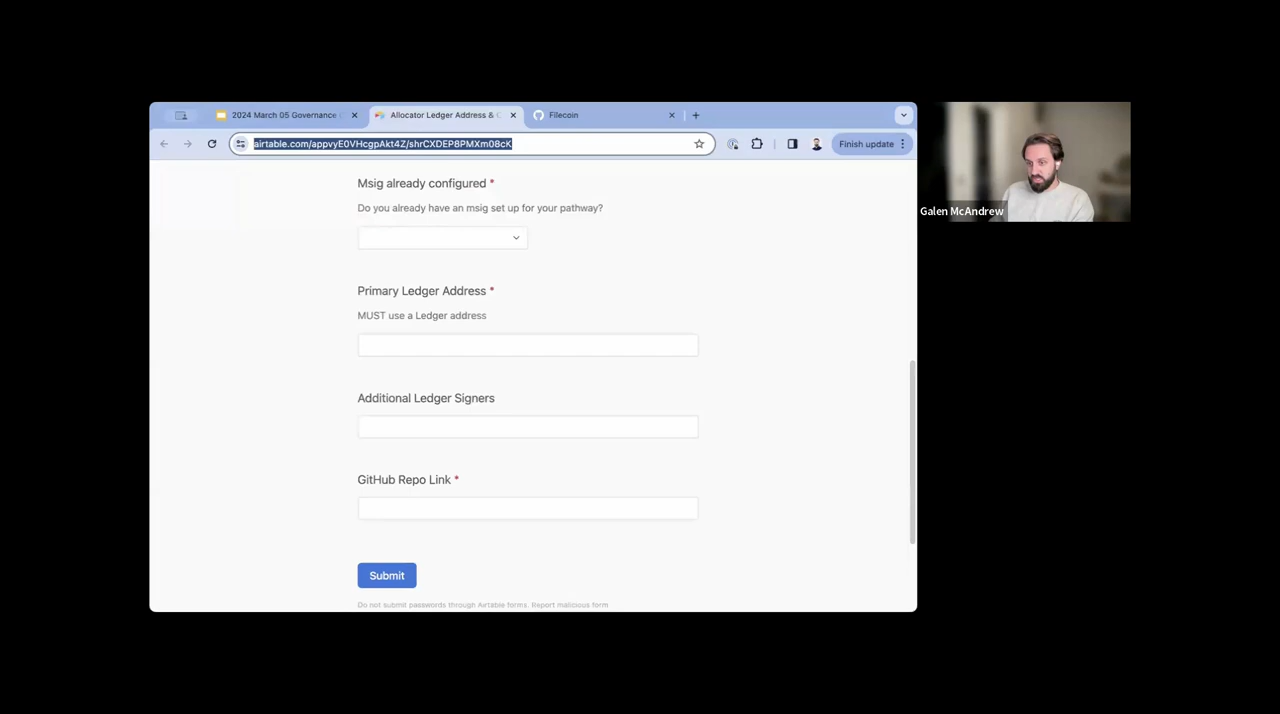 2024 March 05 Governance
Allocator Ledger Address &
Filecoin
airtable.com/appvyE0VHcgpAkt4Z/shrCXDEP8PMXm08cK
Finish update
Msig already configured *
Do you already have an msig set up for your pathway?
Primary Ledger Address *
MUST use a Ledger address
Additional Ledger Signers
GitHub Repo Link *
Submit
Do not submit passwords through Airtable forms. Report malicious form
Galen McAndrew